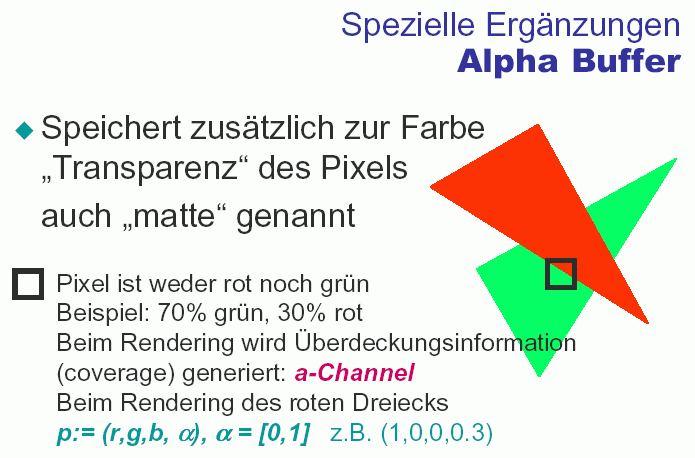 Spezielle Ergänzungen
Alpha Buffer
Speichert zusätzlich zur Farbe
„Transparenz“ des Pixels
auch „matte“ genannt
Pixel ist weder rot noch grün
Beispiel: 70% grün, 30% rot
Beim Rendering wird Überdeckungsinformation
(coverage) generiert: a-Channel
Beim Rendering des roten Dreiecks
p:= (r,g,b, α), α = [0,1] z.B. (1,0,0,0.3)